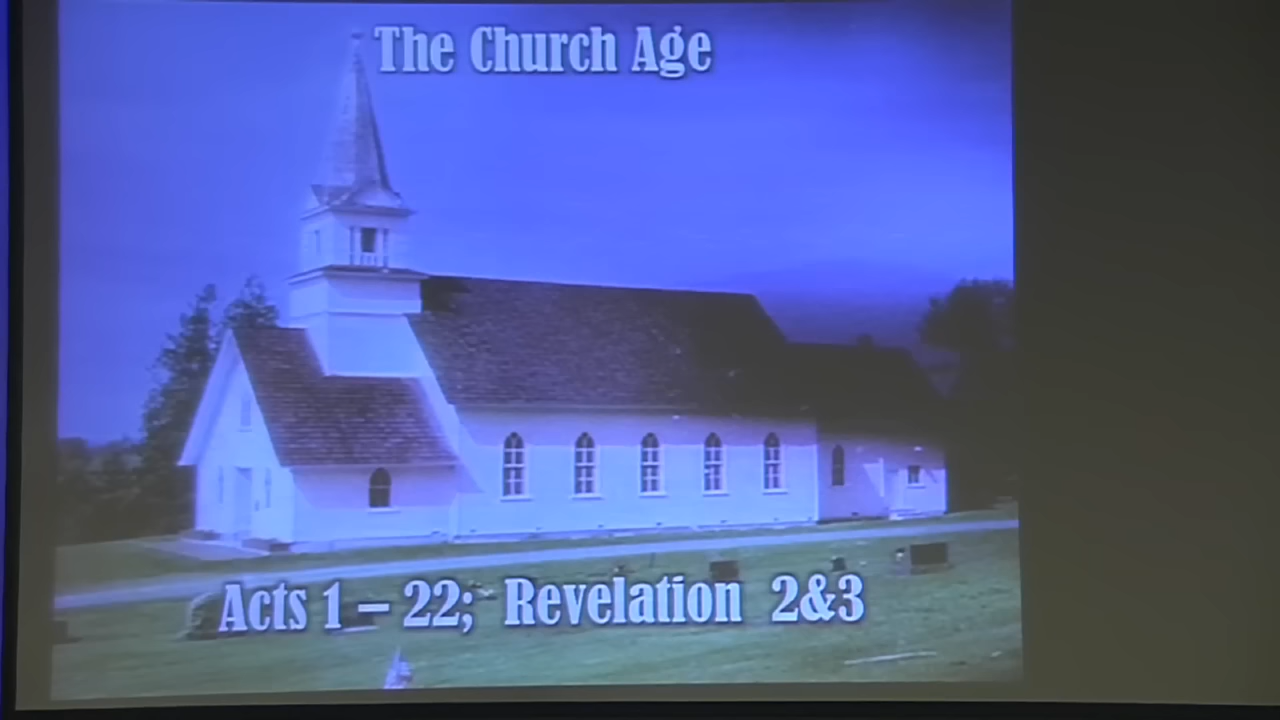 The Church Age
Acts 1 – 22; Revelation 2&3